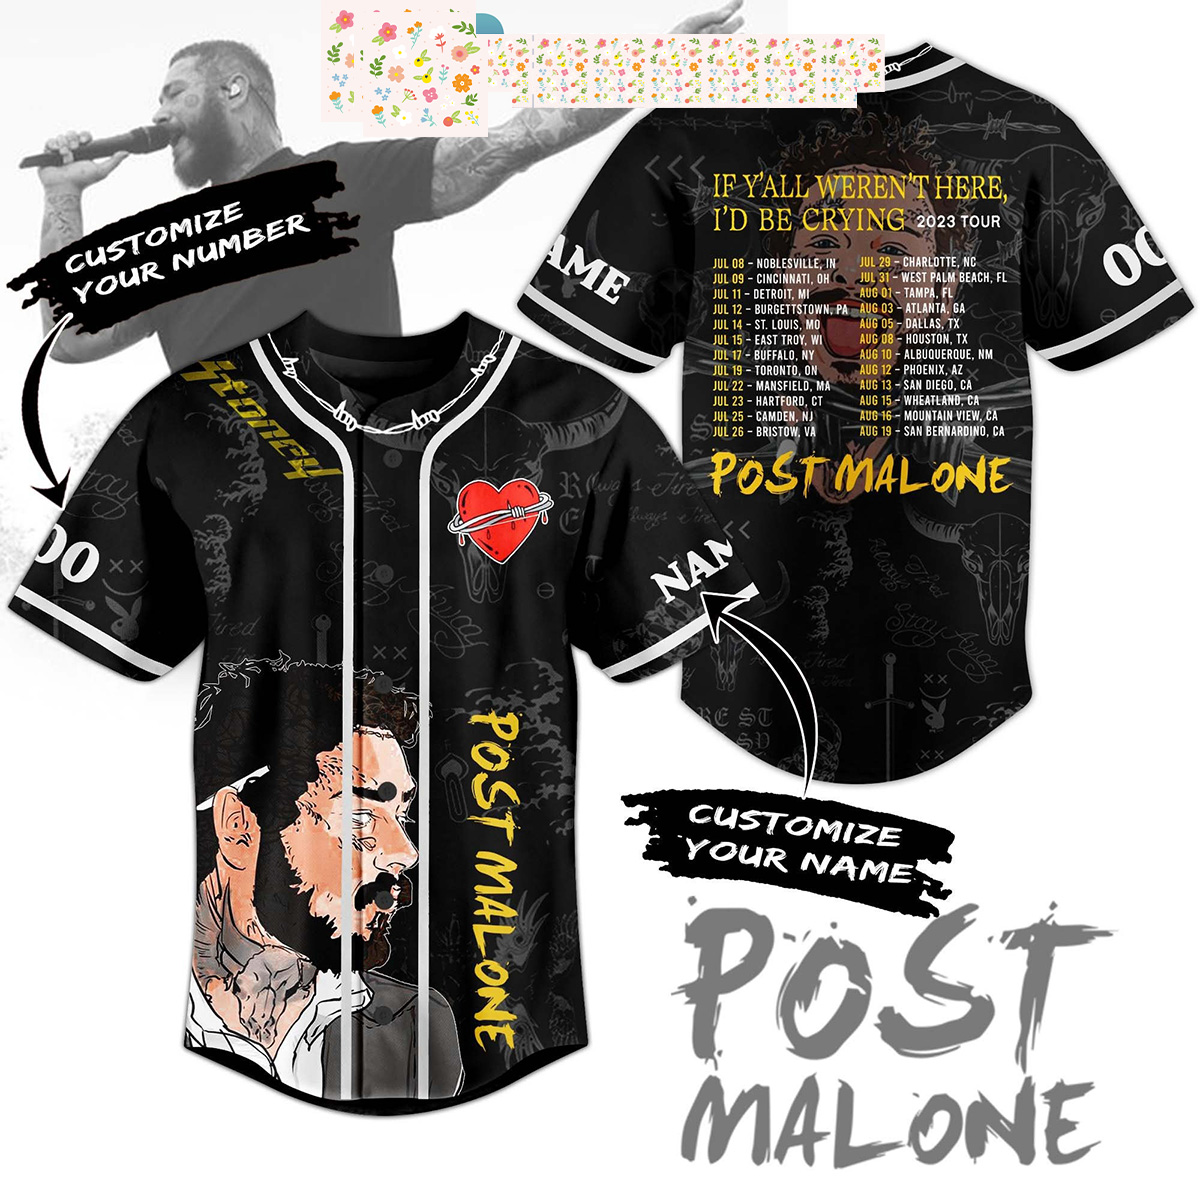 CUSTOMIZE
YOUR NUMBER
IF Y'ALL WEREN'T HERE,
I'D BE CRYING 2023 TOUR
JUL 08 – NOBLESVILLE, IN
JUL 09 – CINCINNATI, OH
JUL 11 – DETROIT, MI
JUL 12 – BURGETTSTOWN, PA
JUL 14 – ST. LOUIS, MO
JUL 15 – EAST TROY, WI
JUL 17 – BUFFALO, NY
JUL 19 – TORONTO, ON
JUL 22 – MANSFIELD, MA
JUL 23 – HARTFORD, CT
JUL 25 – CAMDEN, NJ
JUL 26 – BRISTOW, VA
JUL 29 – CHARLOTTE, NC
JUL 31 – WEST PALM BEACH, FL
AUG 01 – TAMPA, FL
AUG 03 – ATLANTA, GA
AUG 05 – DALLAS, TX
AUG 08 – HOUSTON, TX
AUG 10 – ALBUQUERQUE, NM
AUG 12 – PHOENIX, AZ
AUG 13 – SAN DIEGO, CA
AUG 15 – WHEATLAND, CA
AUG 16 – MOUNTAIN VIEW, CA
AUG 19 – SAN BERNARDINO, CA
POST MALONE
AME
00
Stoney
00
NAM
POST MALONE
Stay Away
Always Tired
CUSTOMIZE
YOUR NAME
POST
MALONE